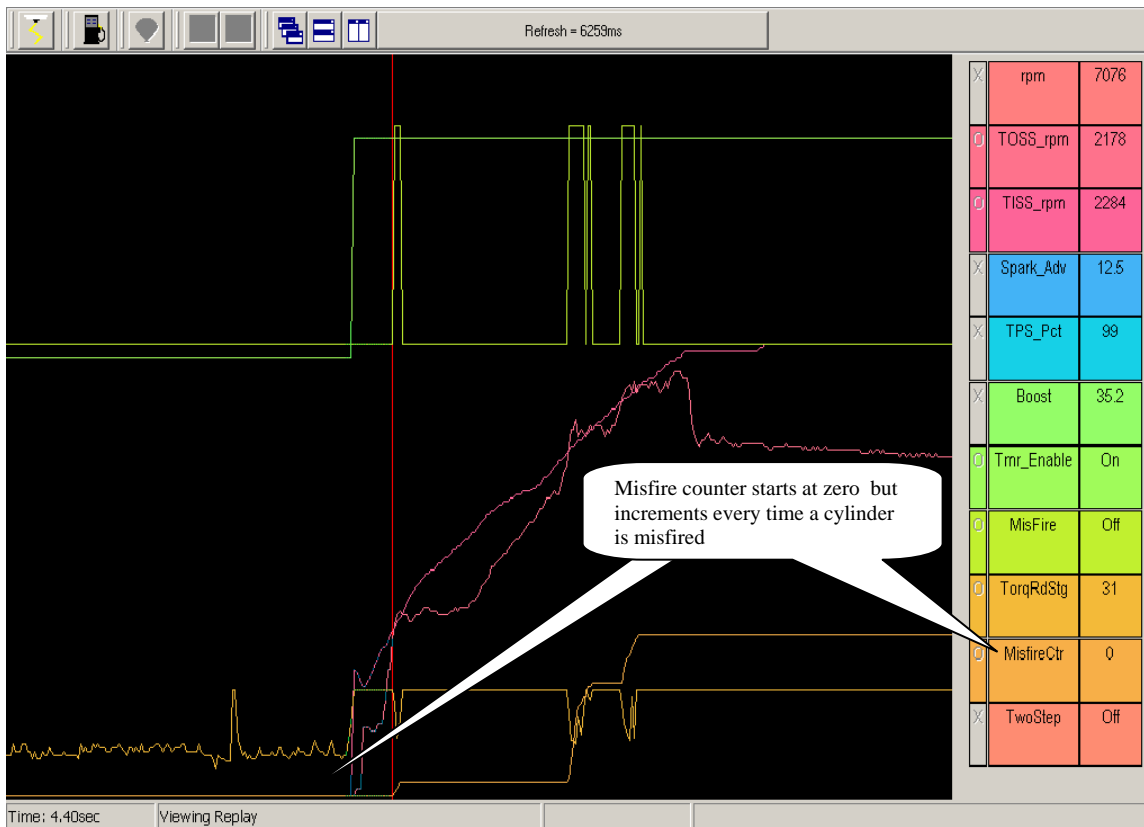 Refresh = 6259ms
X rpm 7076
O TOSS_rpm 2178
O TISS_rpm 2284
X Spark_Adv 12.5
X TPS_Pct 99
X Boost 35.2
O Trnr_Enable On
O MisFire Off
O TorqRdStg 31
O MisfireCtr 0
X TwoStep Off
Misfire counter starts at zero but
increments every time a cylinder
is misfired
Time: 4.40sec Viewing Replay